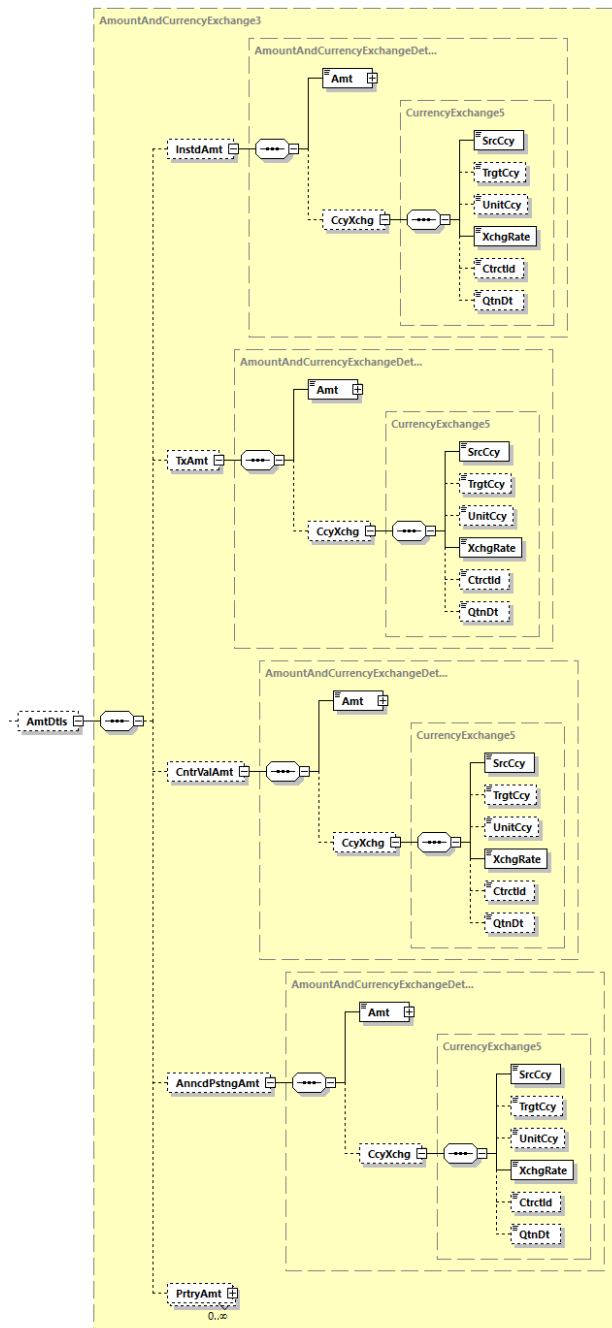 AmountAndCurrencyExchange3
AmountAndCurrencyExchangeDet...
Amt
CurrencyExchange5
SrcCcy
InstdAmt
TrgtCcy
UnitCcy
CcyXchg
XchgRate
CtrctId
QtnDt
AmountAndCurrencyExchangeDet...
Amt
CurrencyExchange5
SrcCcy
TxAmt
TrgtCcy
UnitCcy
CcyXchg
XchgRate
CtrctId
QtnDt
AmountAndCurrencyExchangeDet...
Amt
AmtDtls
CurrencyExchange5
SrcCcy
CntrValAmt
TrgtCcy
UnitCcy
CcyXchg
XchgRate
CtrctId
QtnDt
AmountAndCurrencyExchangeDet...
Amt
CurrencyExchange5
SrcCcy
AnncdPstngAmt
TrgtCcy
UnitCcy
CcyXchg
XchgRate
CtrctId
QtnDt
PrtryAmt
0..∞